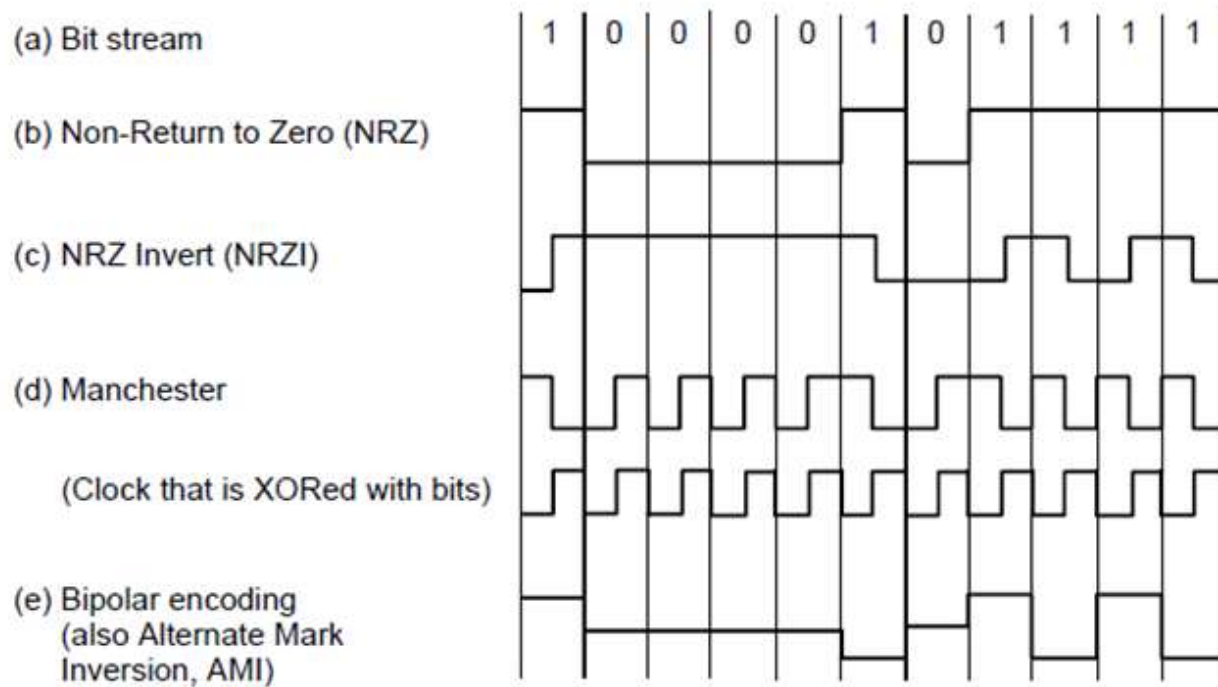 (a) Bit stream 1 0 0 0 0 1 0 1 1 1 1
(b) Non-Return to Zero (NRZ)
(c) NRZ Invert (NRZI)
(d) Manchester
(Clock that is XORed with bits)
(e) Bipolar encoding
(also Alternate Mark
Inversion, AMI)